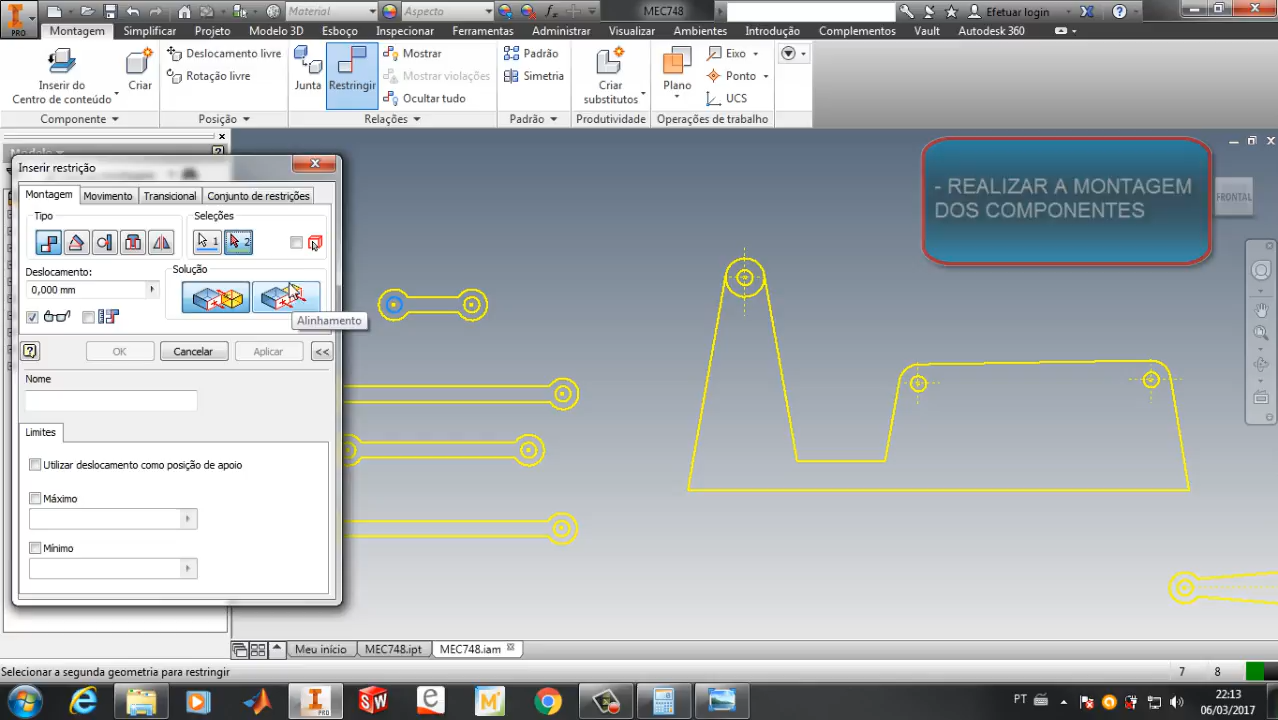 PRO
Material
Aspecto
MEC748
Efetuar login
Montagem Simplificar Projeto Modelo 3D Esboço Inspecionar Ferramentas Administrar Visualizar Ambientes Introdução Complementos Vault Autodesk 360
Inserir do
Centro de conteúdo
Criar
Componente
Deslocamento livre
Rotação livre
Posição
Junta
Restringir
Mostrar
Mostrar violações
Ocultar tudo
Relações
Padrão
Simetria
Padrão
Criar
substitutos
Produtividade
Plano
Eixo
Ponto
UCS
Operações de trabalho
Inserir restrição
Montagem Movimento Transicional Conjunto de restrições
Tipo
Seleções
1 2
Deslocamento:
0,000 mm
Solução
Alinhamento
OK Cancelar Aplicar <<
Nome
Limites
Utilizar deslocamento como posição de apoio
Máximo
Mínimo
- REALIZAR A MONTAGEM
DOS COMPONENTES
FRONTAL
Meu início MEC748.ipt MEC748.iam
Selecionar a segunda geometria para restringir
7 8
PT
22:13
06/03/2017